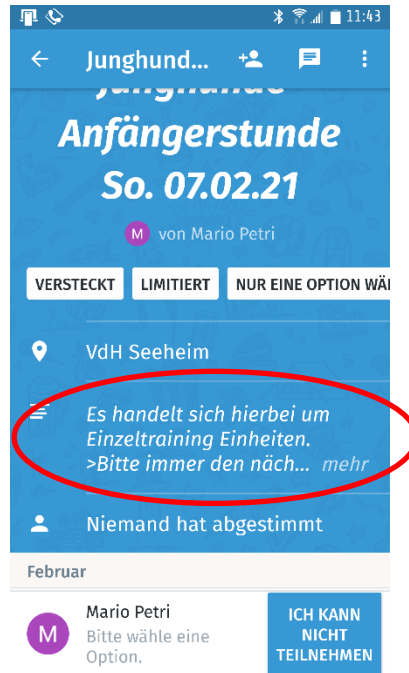 11:43
Junghund...
Junghunde
Anfängerstunde
So. 07.02.21
M von Mario Petri
VERSTECKT LIMITIERT NUR EINE OPTION WÄ
VdH Seeheim
Es handelt sich hierbei um
Einzeltraining Einheiten.
>Bitte immer den näch... mehr
Niemand hat abgestimmt
Februar
M
Mario Petri
Bitte wähle eine
Option.
ICH KANN
NICHT
TEILNEHMEN